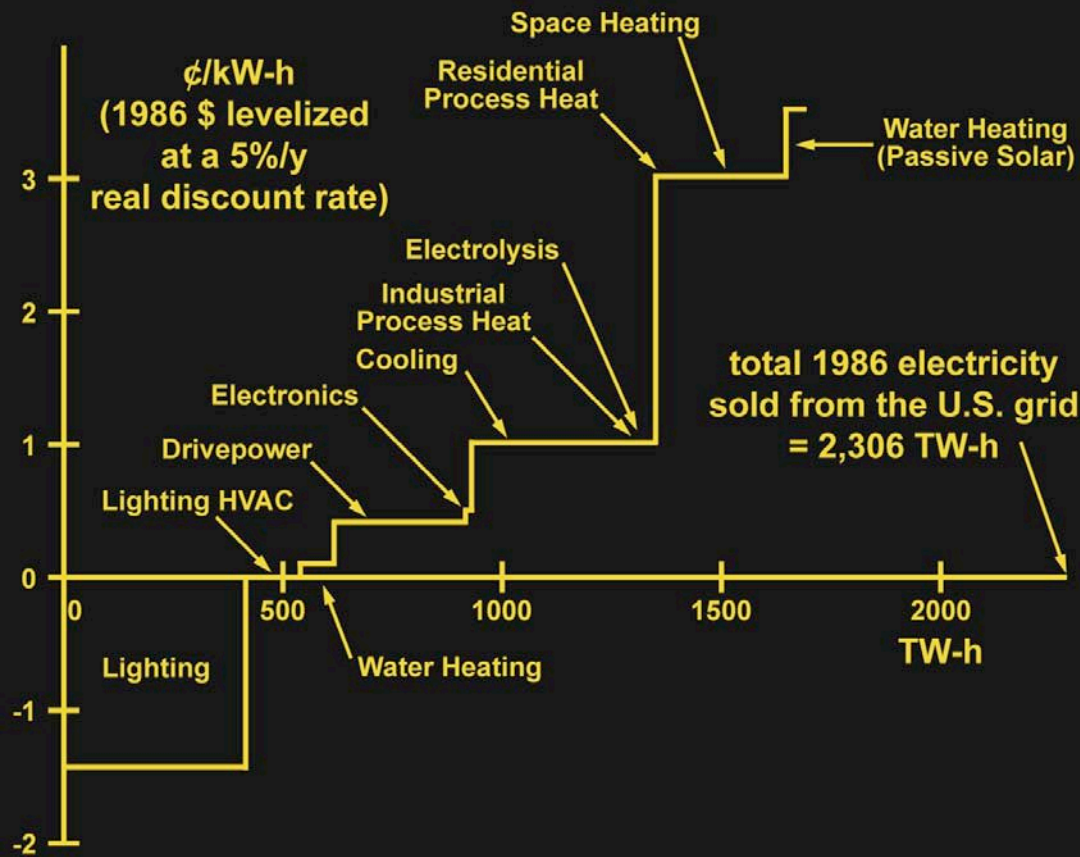 Space Heating
Residential
Process Heat
¢/kW-h
(1986 $ levelized
at a 5%/y
real discount rate)
Water Heating
(Passive Solar)
3
Electrolysis
Industrial
Process Heat
2
Cooling
total 1986 electricity
sold from the U.S. grid
= 2,306 TW-h
Electronics
1
Drivepower
Lighting HVAC
0
0 500 1000 1500 2000
TW-h
Lighting
Water Heating
-1
-2